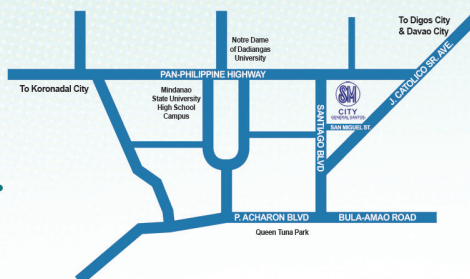 To Digos City
& Davao City
Notre Dame
of Dadiangas
University
PAN-PHILIPPINE HIGHWAY
To Koronadal City
Mindanao
State University
High School
Campus
SM
CITY
GENERAL SANTOS
SAN MIGUEL ST.
SANTIAGO BLVD
J. CATOLICO SR. AVE.
P. ACHARON BLVD
BULA-AMAO ROAD
Queen Tuna Park